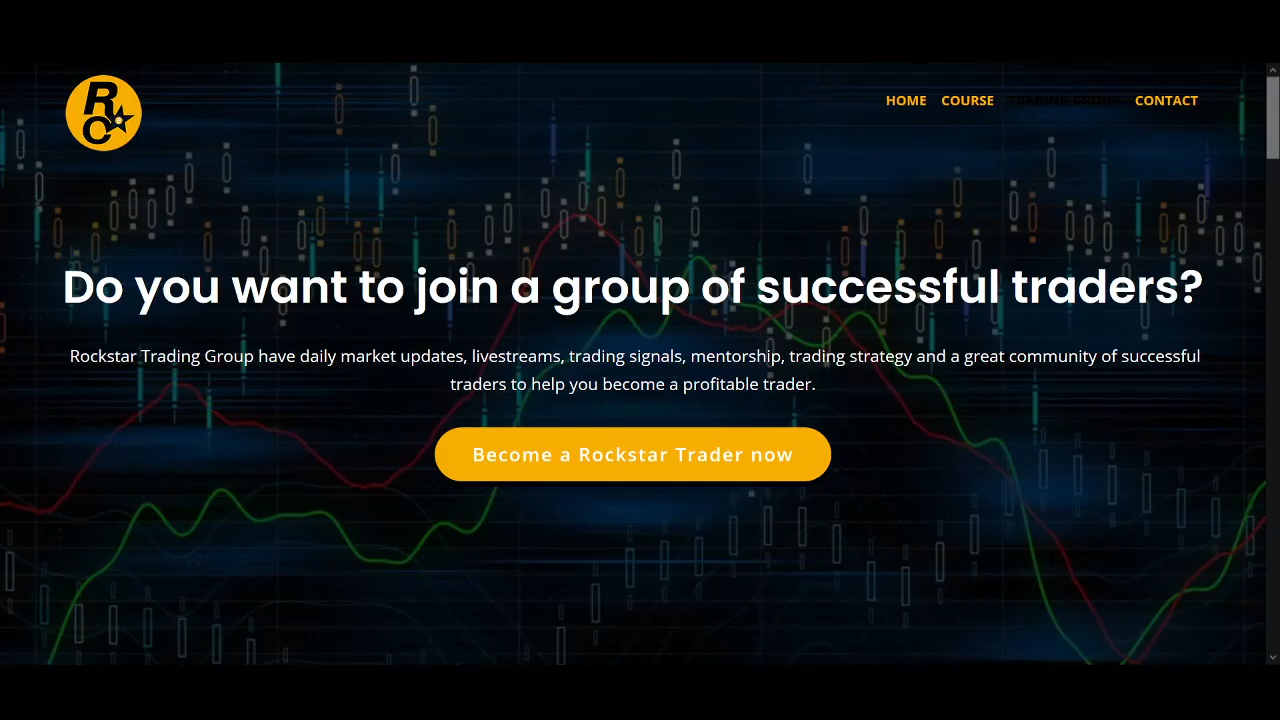 R
C
HOME COURSE TRADING GROUP CONTACT
Do you want to join a group of successful traders?
Rockstar Trading Group have daily market updates, livestreams, trading signals, mentorship, trading strategy and a great community of successful
traders to help you become a profitable trader.
Become a Rockstar Trader now